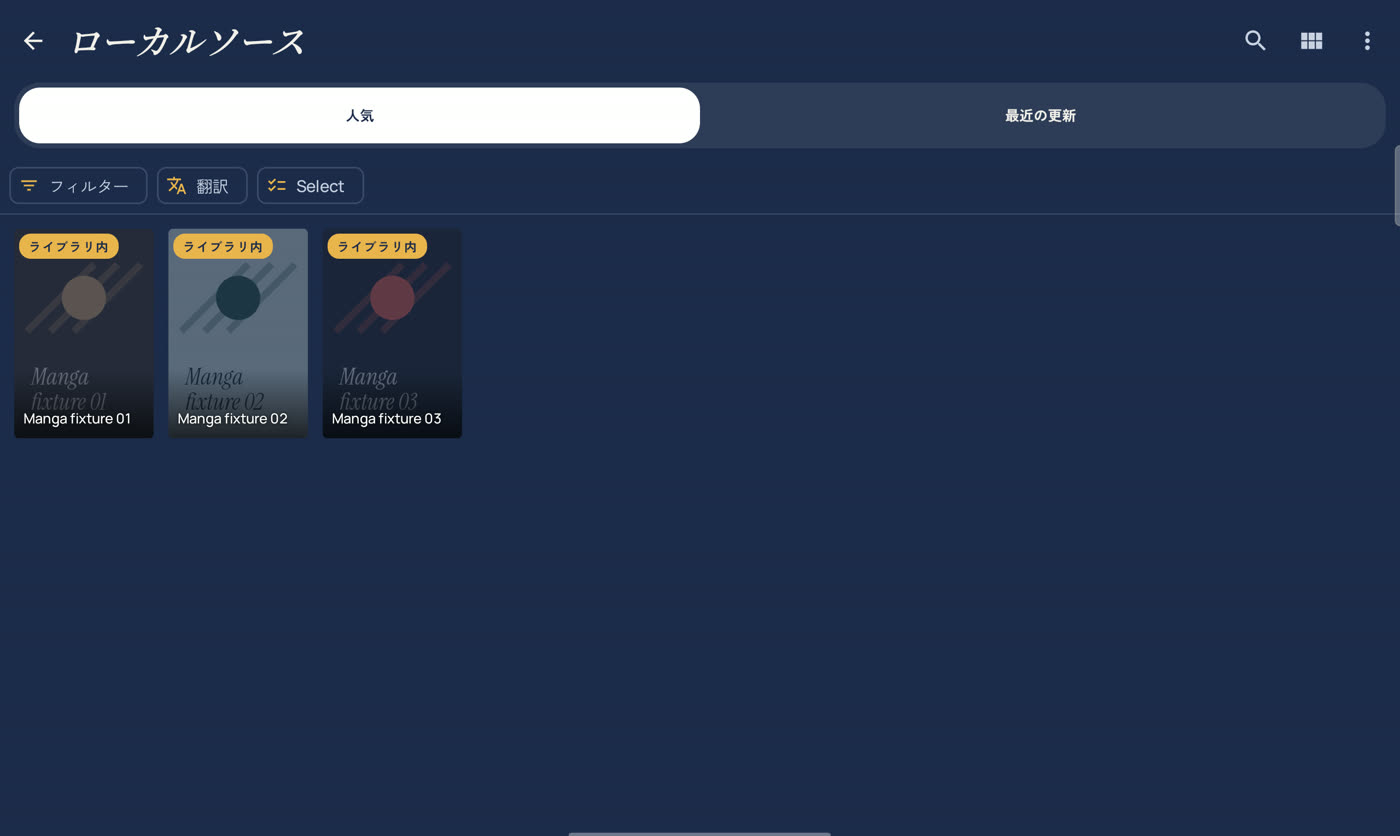 ローカルソース
人気
最近の更新
フィルター
翻訳
Select
ライブラリ内
ライブラリ内
ライブラリ内
Manga
fixture 01
Manga fixture 01
Manga
fixture 02
Manga fixture 02
Manga
fixture 03
Manga fixture 03